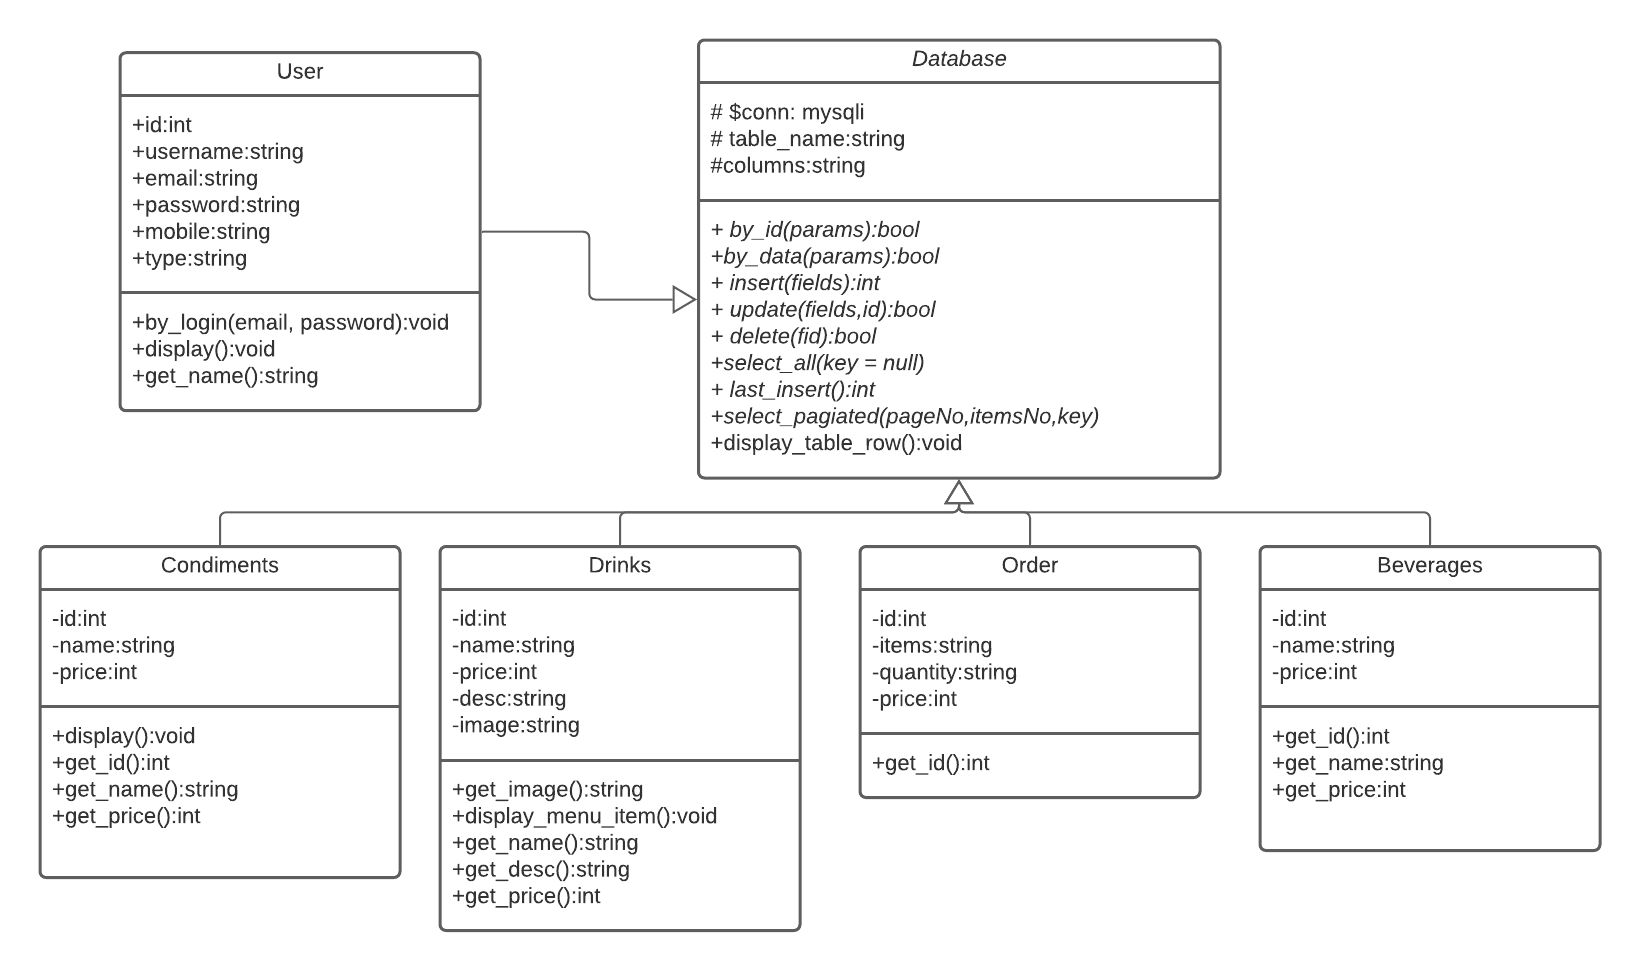 User
+id:int
+username:string
+email:string
+password:string
+mobile:string
+type:string
+by_login(email, password):void
+display():void
+get_name():string
Database
# $conn: mysqli
# table_name:string
#columns:string
+ by_id(params):bool
+by_data(params):bool
+ insert(fields):int
+ update(fields,id):bool
+ delete(fid):bool
+select_all(key = null)
+ last_insert():int
+select_pagiated(pageNo,itemsNo,key)
+display_table_row():void
Condiments
-id:int
-name:string
-price:int
+display():void
+get_id():int
+get_name():string
+get_price():int
Drinks
-id:int
-name:string
-price:int
-desc:string
-image:string
+get_image():string
+display_menu_item():void
+get_name():string
+get_desc():string
+get_price():int
Order
-id:int
-items:string
-quantity:string
-price:int
+get_id():int
Beverages
-id:int
-name:string
-price:int
+get_id():int
+get_name:string
+get_price:int